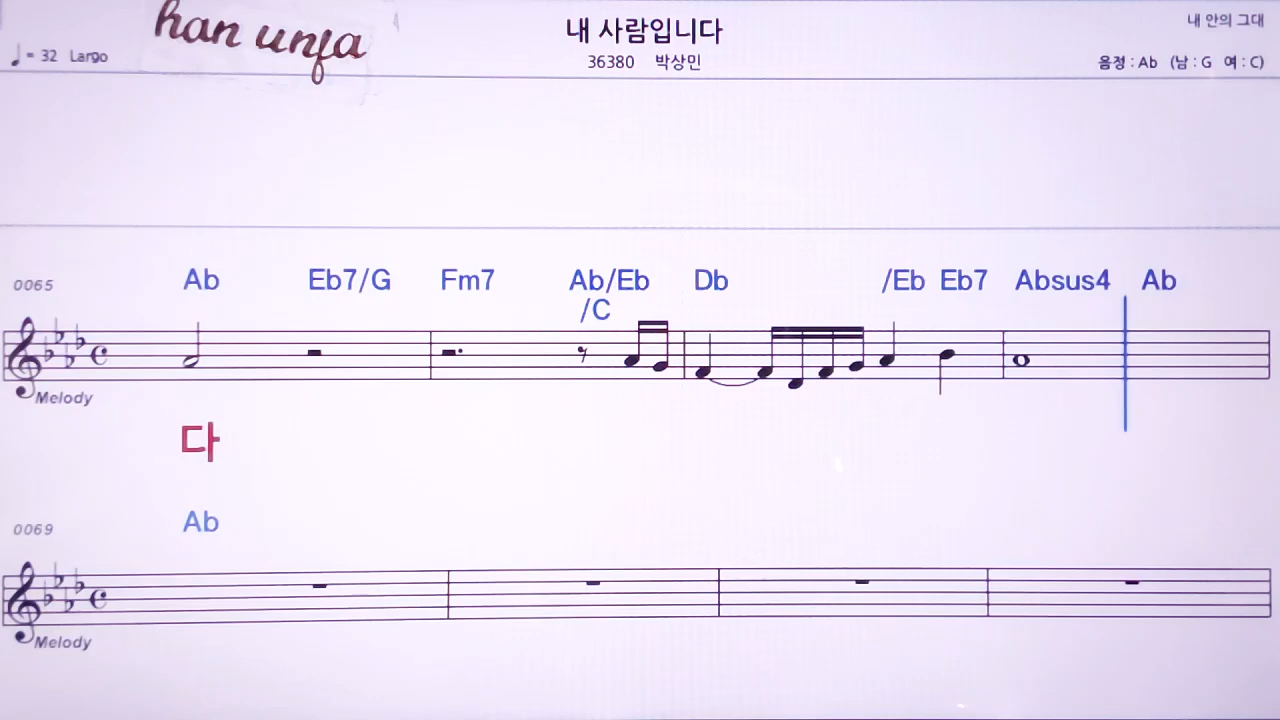 han unja
내 사람입니다
내 안의 그대
♩= 32 Largo
36380 박상민
음정 : Ab (남 : G 여 : C)
0065
Ab Eb7/G Fm7 Ab/Eb Db /Eb Eb7 Absus4 Ab
/C
Melody
다
0069
Ab
Melody